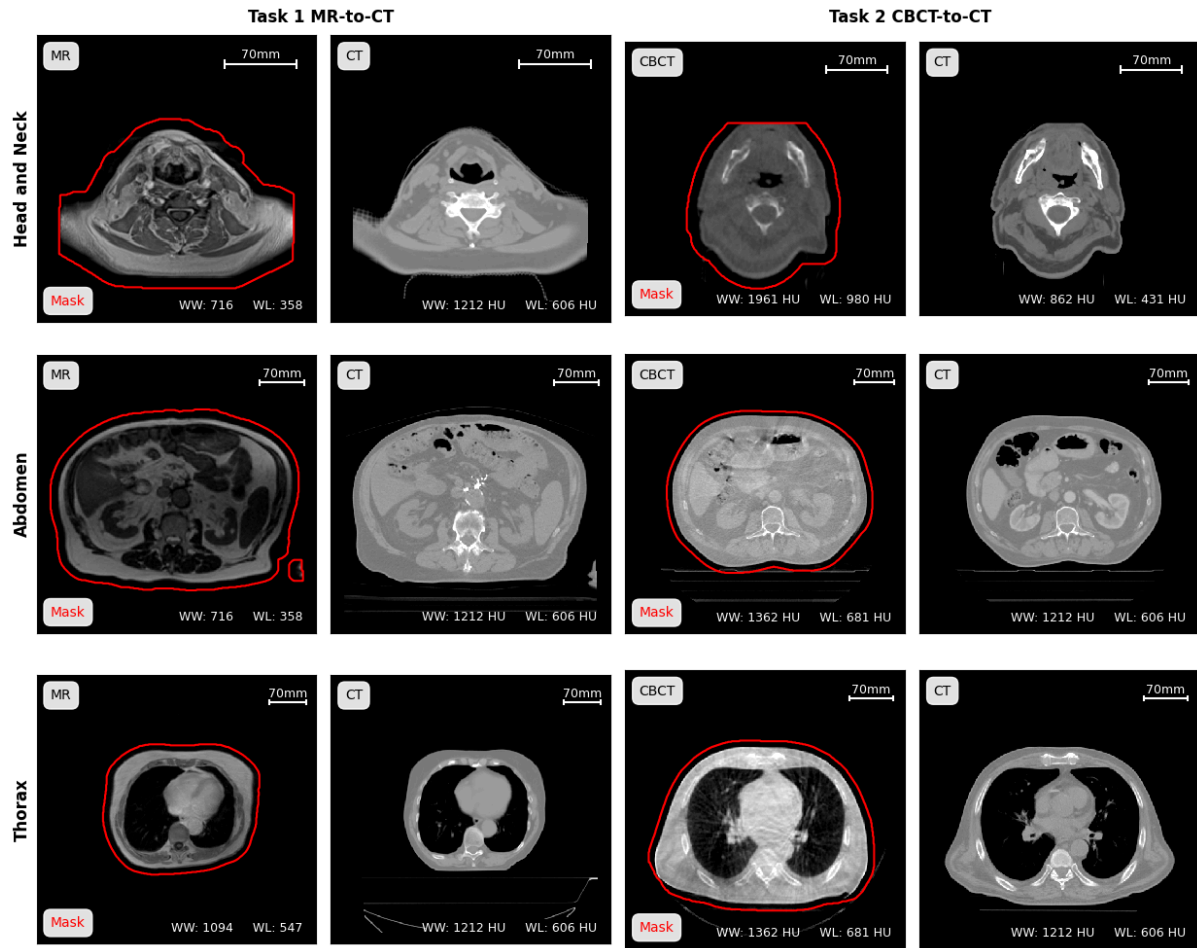 Task 1 MR-to-CT
Task 2 CBCT-to-CT
Head and Neck
MR
70mm
Mask
WW: 716 WL: 358
CT
70mm
WW: 1212 HU WL: 606 HU
CBCT
70mm
Mask
WW: 1961 HU WL: 980 HU
CT
70mm
WW: 862 HU WL: 431 HU
Abdomen
MR
70mm
Mask
WW: 716 WL: 358
CT
70mm
WW: 1212 HU WL: 606 HU
CBCT
70mm
Mask
WW: 1362 HU WL: 681 HU
CT
70mm
WW: 1212 HU WL: 606 HU
Thorax
MR
70mm
Mask
WW: 1094 WL: 547
CT
70mm
WW: 1212 HU WL: 606 HU
CBCT
70mm
Mask
WW: 1362 HU WL: 681 HU
CT
70mm
WW: 1212 HU WL: 606 HU